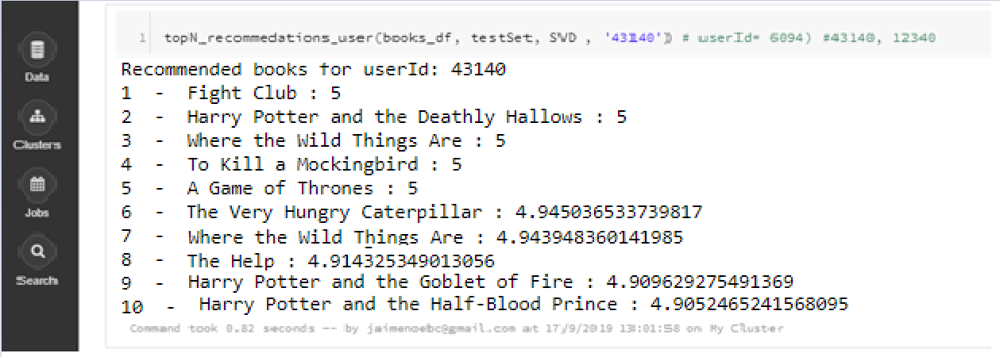 Data
Clusters
Jobs
Search
1 topN_recommedations_user(books_df, testSet, SVD , '43140') # userId= 6094) #43140, 12340
Recommended books for userId: 43140
1 - Fight Club : 5
2 - Harry Potter and the Deathly Hallows : 5
3 - Where the Wild Things Are : 5
4 - To Kill a Mockingbird : 5
5 - A Game of Thrones : 5
6 - The Very Hungry Caterpillar : 4.945036533739817
7 - Where the Wild Things Are : 4.943948360141985
8 - The Help : 4.914325349013056
9 - Harry Potter and the Goblet of Fire : 4.909629275491369
10 - Harry Potter and the Half-Blood Prince : 4.9052465241568095
Command took 0.82 seconds -- by jaimenoebc@gmail.com at 17/9/2019 13:01:58 on My Cluster